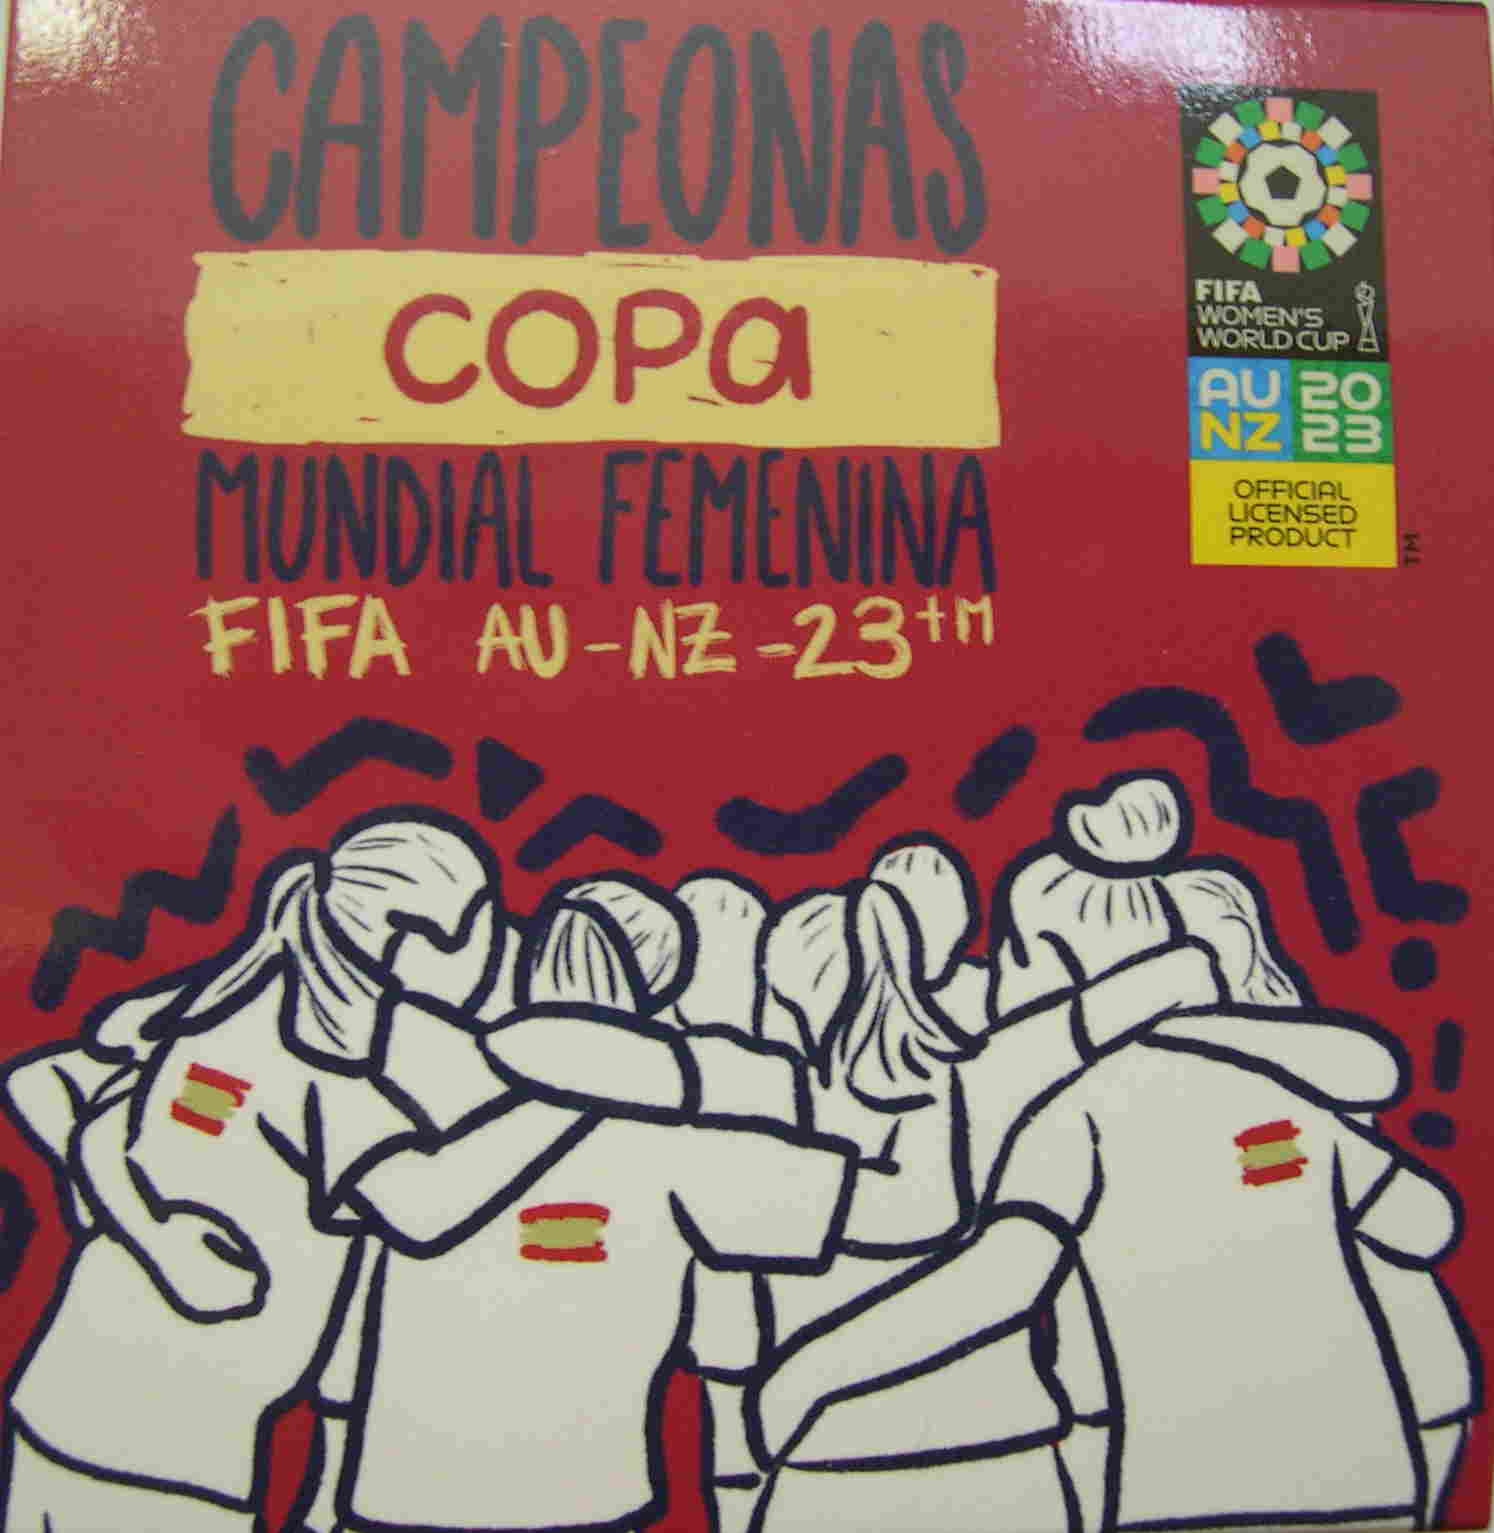 CAMPEONAS
COPa
MUNDIAL FEMENINA
FIFA AU-NZ-23™
FIFA
WOMEN'S
WORLD CUP
AU 20
NZ 23
OFFICIAL
LICENSED
PRODUCT
TM